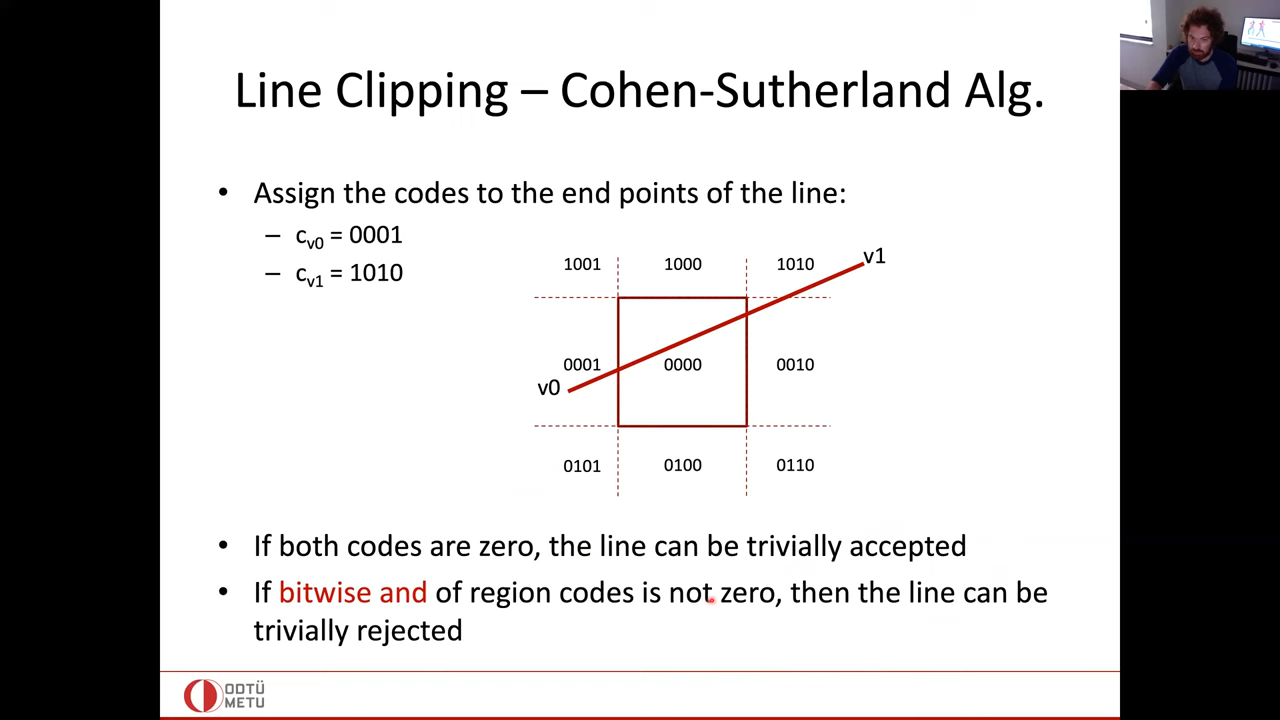 Line Clipping – Cohen-Sutherland Alg.
• Assign the codes to the end points of the line:
– cv0 = 0001
– cv1 = 1010
v1
1001 1000 1010
0001 0000 0010
v0
0101 0100 0110
• If both codes are zero, the line can be trivially accepted
• If bitwise and of region codes is not zero, then the line can be
trivially rejected
ODTÜ
METU